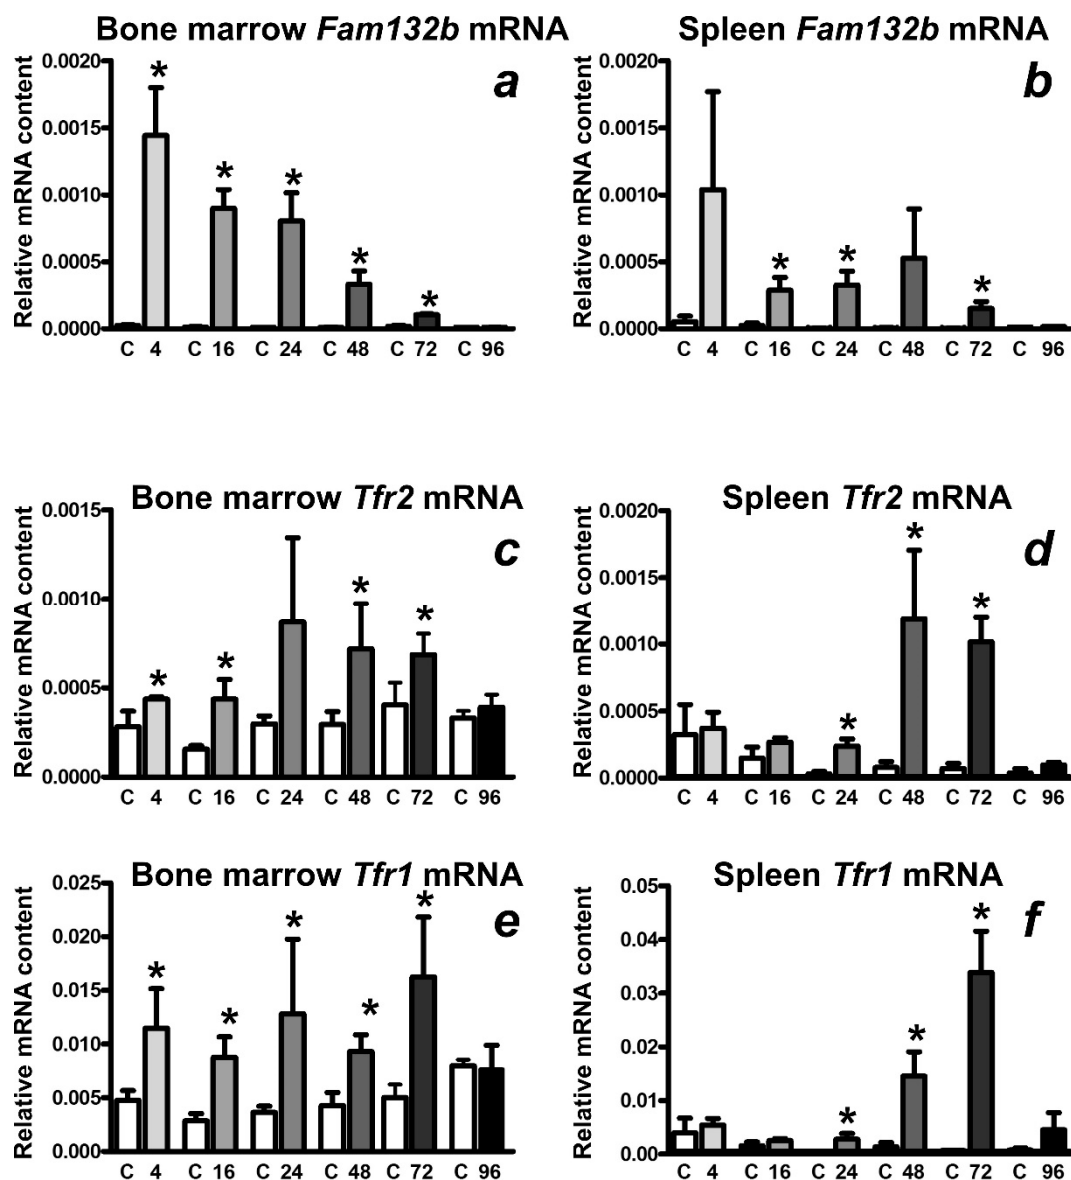 Bone marrow Fam132b mRNA
a
Relative mRNA content
0.0020
*
0.0015
* *
0.0010
*
0.0005
*
0.0000
C 4 C 16 C 24 C 48 C 72 C 96
Spleen Fam132b mRNA
b
Relative mRNA content
0.0020
0.0015
0.0010
0.0005
* * *
0.0000
C 4 C 16 C 24 C 48 C 72 C 96
Bone marrow Tfr2 mRNA
c
Relative mRNA content
0.0015
0.0010
* * * *
0.0005
0.0000
C 4 C 16 C 24 C 48 C 72 C 96
Spleen Tfr2 mRNA
d
Relative mRNA content
0.0020
*
0.0015
*
0.0010
0.0005
*
0.0000
C 4 C 16 C 24 C 48 C 72 C 96
Bone marrow Tfr1 mRNA
e
Relative mRNA content
0.025
* *
0.020
*
0.015
* *
0.010
0.005
0.000
C 4 C 16 C 24 C 48 C 72 C 96
Spleen Tfr1 mRNA
f
Relative mRNA content
0.05
*
0.04
0.03
*
0.02
0.01
*
0.00
C 4 C 16 C 24 C 48 C 72 C 96